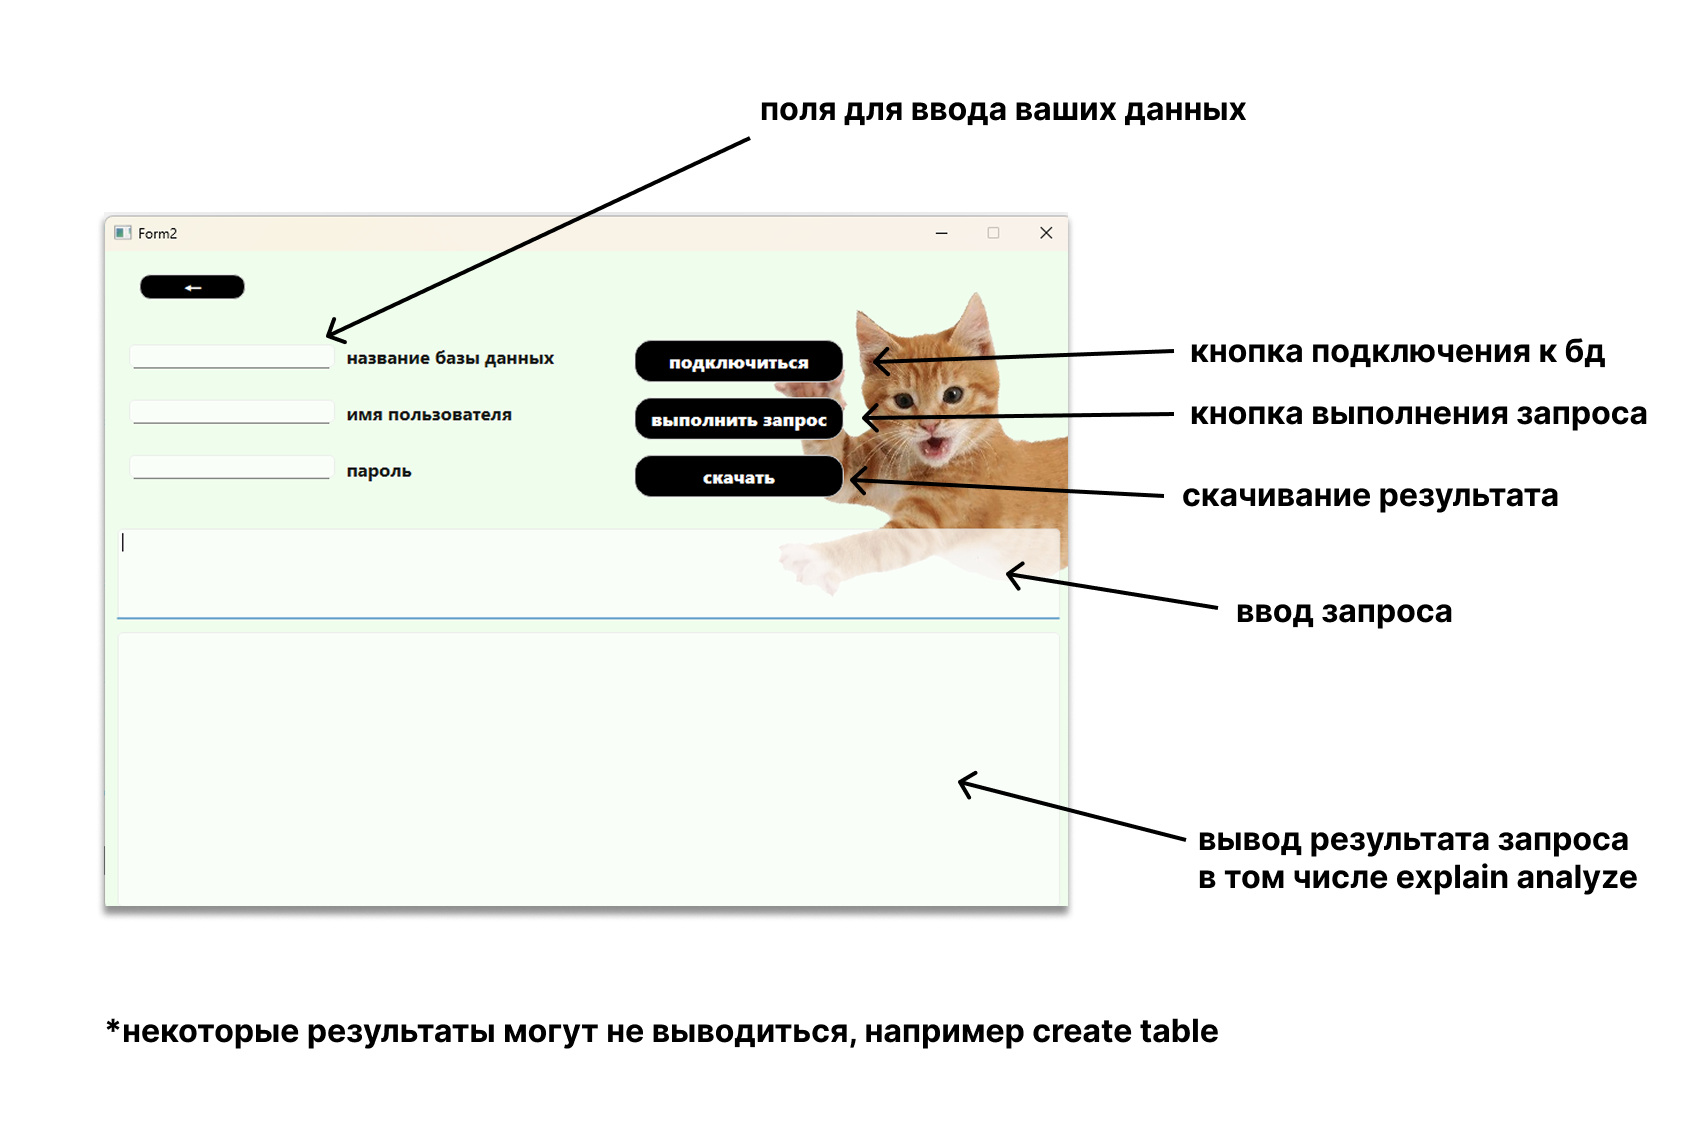 поля для ввода ваших данных
Form2
←
название базы данных
подключиться
кнопка подключения к бд
имя пользователя
выполнить запрос
кнопка выполнения запроса
пароль
скачать
скачивание результата
ввод запроса
вывод результата запроса
в том числе explain analyze
*некоторые результаты могут не выводиться, например create table